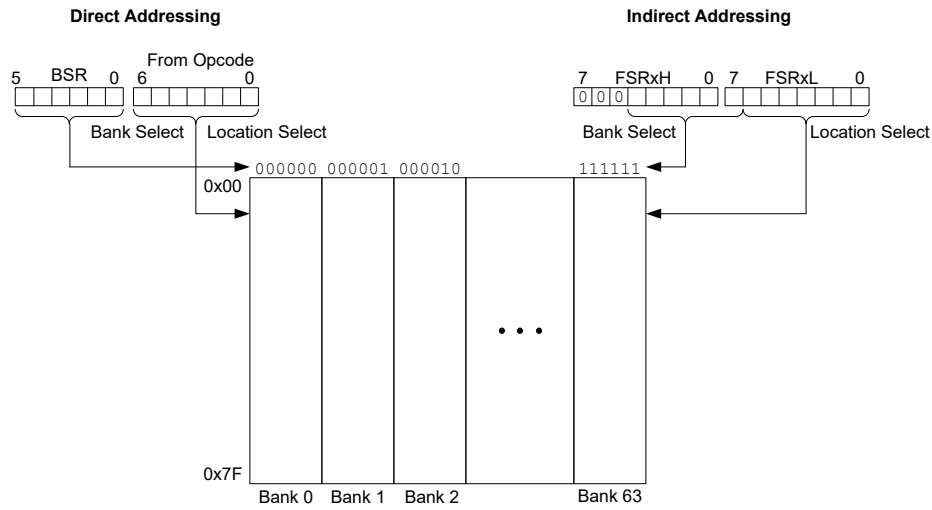 Direct Addressing
Indirect Addressing
From Opcode
5 BSR 0 6 0
7 FSRxH 0 7 FSRxL 0
0 0 0
Bank Select Location Select
Bank Select Location Select
000000 000001 000010 111111
0x00
0x7F
Bank 0 Bank 1 Bank 2 Bank 63